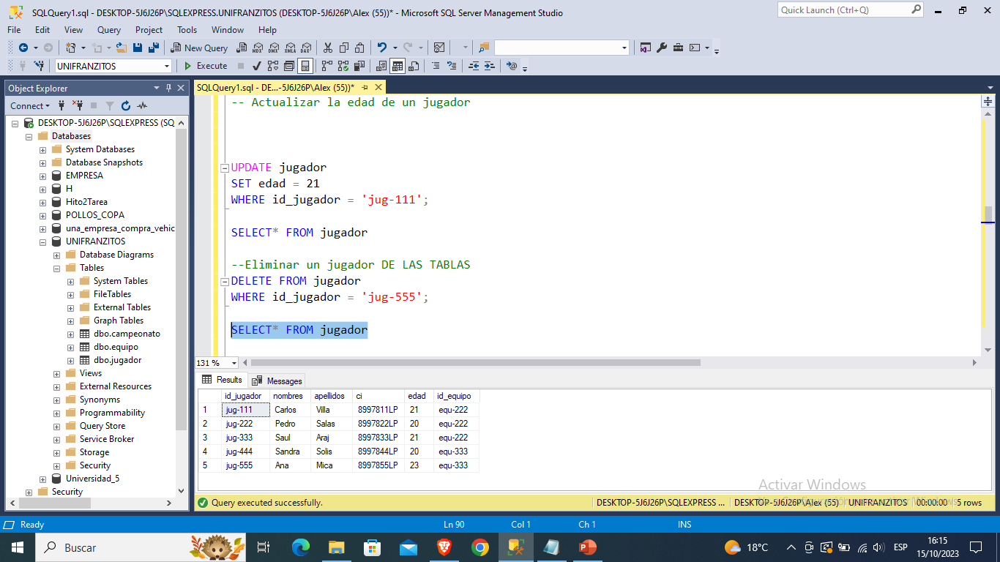 SQLQuery1.sql - DESKTOP-5J6J26P\SQLEXPRESS.UNIFRANZITOS (DESKTOP-5J6J26P\Alex (55))* - Microsoft SQL Server Management Studio
Quick Launch (Ctrl+Q)
File Edit View Query Project Tools Window Help
New Query MDX DMX XMLA DAX
UNIFRANZITOS Execute
Object Explorer
SQLQuery1.sql - DE...-5J6J26P\Alex (55))*
Connect
DESKTOP-5J6J26P\SQLEXPRESS (SQ
Databases
System Databases
Database Snapshots
EMPRESA
H
Hito2Tarea
POLLOS_COPA
una_empresa_compra_vehic
UNIFRANZITOS
Database Diagrams
Tables
System Tables
FileTables
External Tables
Graph Tables
dbo.campeonato
dbo.equipo
dbo.jugador
Views
External Resources
Synonyms
Programmability
Query Store
Service Broker
Storage
Security
Universidad_5
Security
-- Actualizar la edad de un jugador
UPDATE jugador
SET edad = 21
WHERE id_jugador = 'jug-111';
SELECT* FROM jugador
--Eliminar un jugador DE LAS TABLAS
DELETE FROM jugador
WHERE id_jugador = 'jug-555';
SELECT* FROM jugador
131 %
Results Messages
id_jugador nombres apellidos ci edad id_equipo
1 jug-111 Carlos Villa 8997811LP 21 equ-222
2 jug-222 Pedro Salas 8997822LP 20 equ-222
3 jug-333 Saul Araj 8997833LP 21 equ-222
4 jug-444 Sandra Solis 8997844LP 20 equ-333
5 jug-555 Ana Mica 8997855LP 23 equ-333
Activar Windows
Query executed successfully. DESKTOP-5J6J26P\SQLEXPRESS ... DESKTOP-5J6J26P\Alex (55) UNIFRANZITOS 00:00:00 5 rows
Ready Ln 90 Col 1 Ch 1 INS
Buscar
18°C
ESP
16:15
15/10/2023